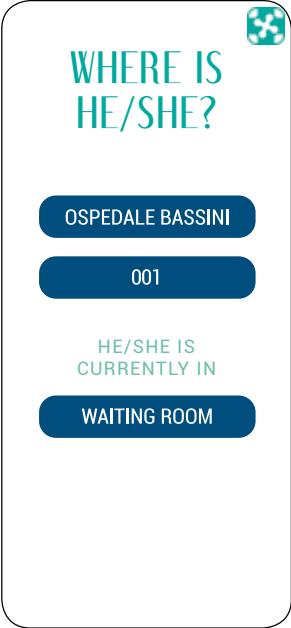 WHERE IS
HE/SHE?
OSPEDALE BASSINI
001
HE/SHE IS
CURRENTLY IN
WAITING ROOM